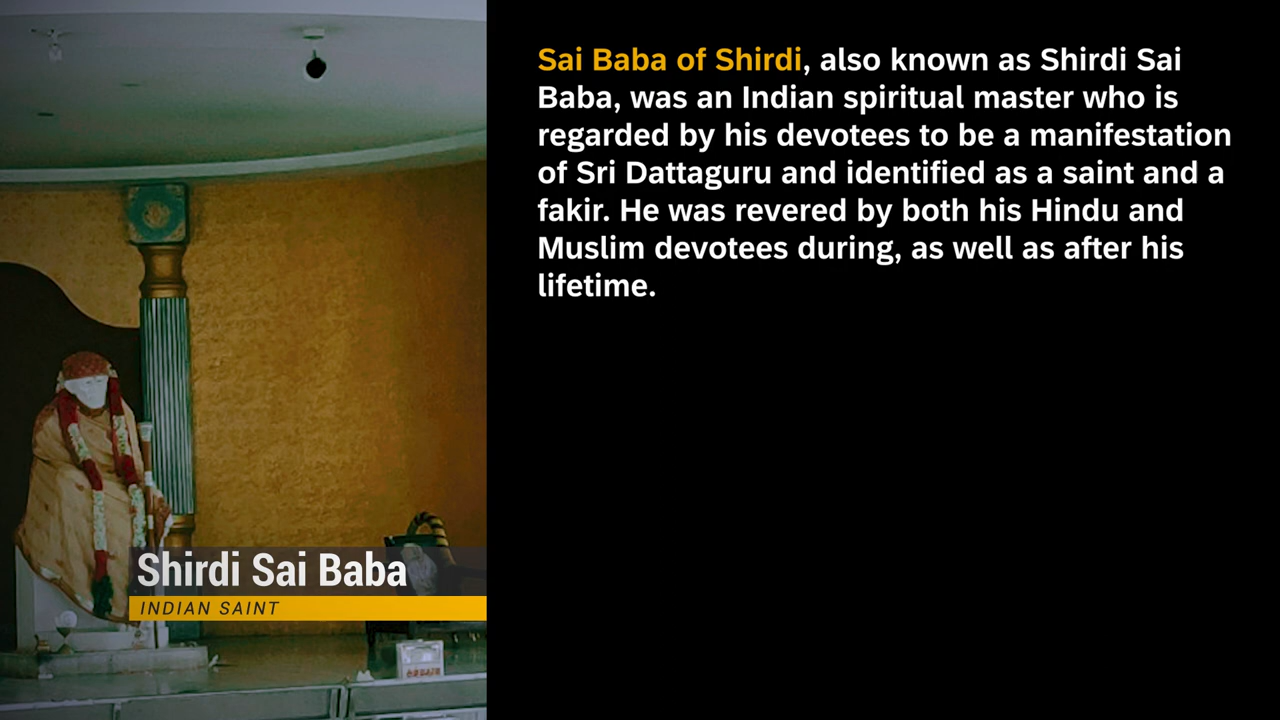 Sai Baba of Shirdi, also known as Shirdi Sai
Baba, was an Indian spiritual master who is
regarded by his devotees to be a manifestation
of Sri Dattaguru and identified as a saint and a
fakir. He was revered by both his Hindu and
Muslim devotees during, as well as after his
lifetime.
Shirdi Sai Baba
INDIAN SAINT